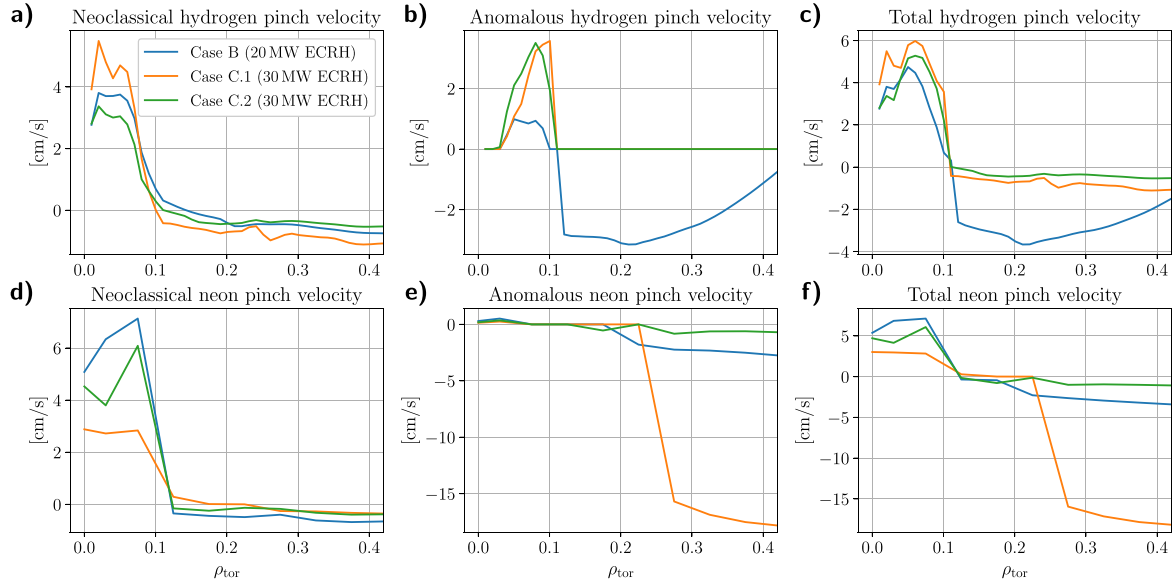 a) Neoclassical hydrogen pinch velocity
[cm/s]
4
2
0
0.0 0.1 0.2 0.3 0.4
Case B (20 MW ECRH)
Case C.1 (30 MW ECRH)
Case C.2 (30 MW ECRH)
b) Anomalous hydrogen pinch velocity
[cm/s]
2
0
−2
0.0 0.1 0.2 0.3 0.4
c) Total hydrogen pinch velocity
[cm/s]
6
4
2
0
−2
−4
0.0 0.1 0.2 0.3 0.4
d) Neoclassical neon pinch velocity
[cm/s]
6
4
2
0
0.0 0.1 0.2 0.3 0.4
ρtor
e) Anomalous neon pinch velocity
[cm/s]
0
−5
−10
−15
0.0 0.1 0.2 0.3 0.4
ρtor
f) Total neon pinch velocity
[cm/s]
5
0
−5
−10
−15
0.0 0.1 0.2 0.3 0.4
ρtor